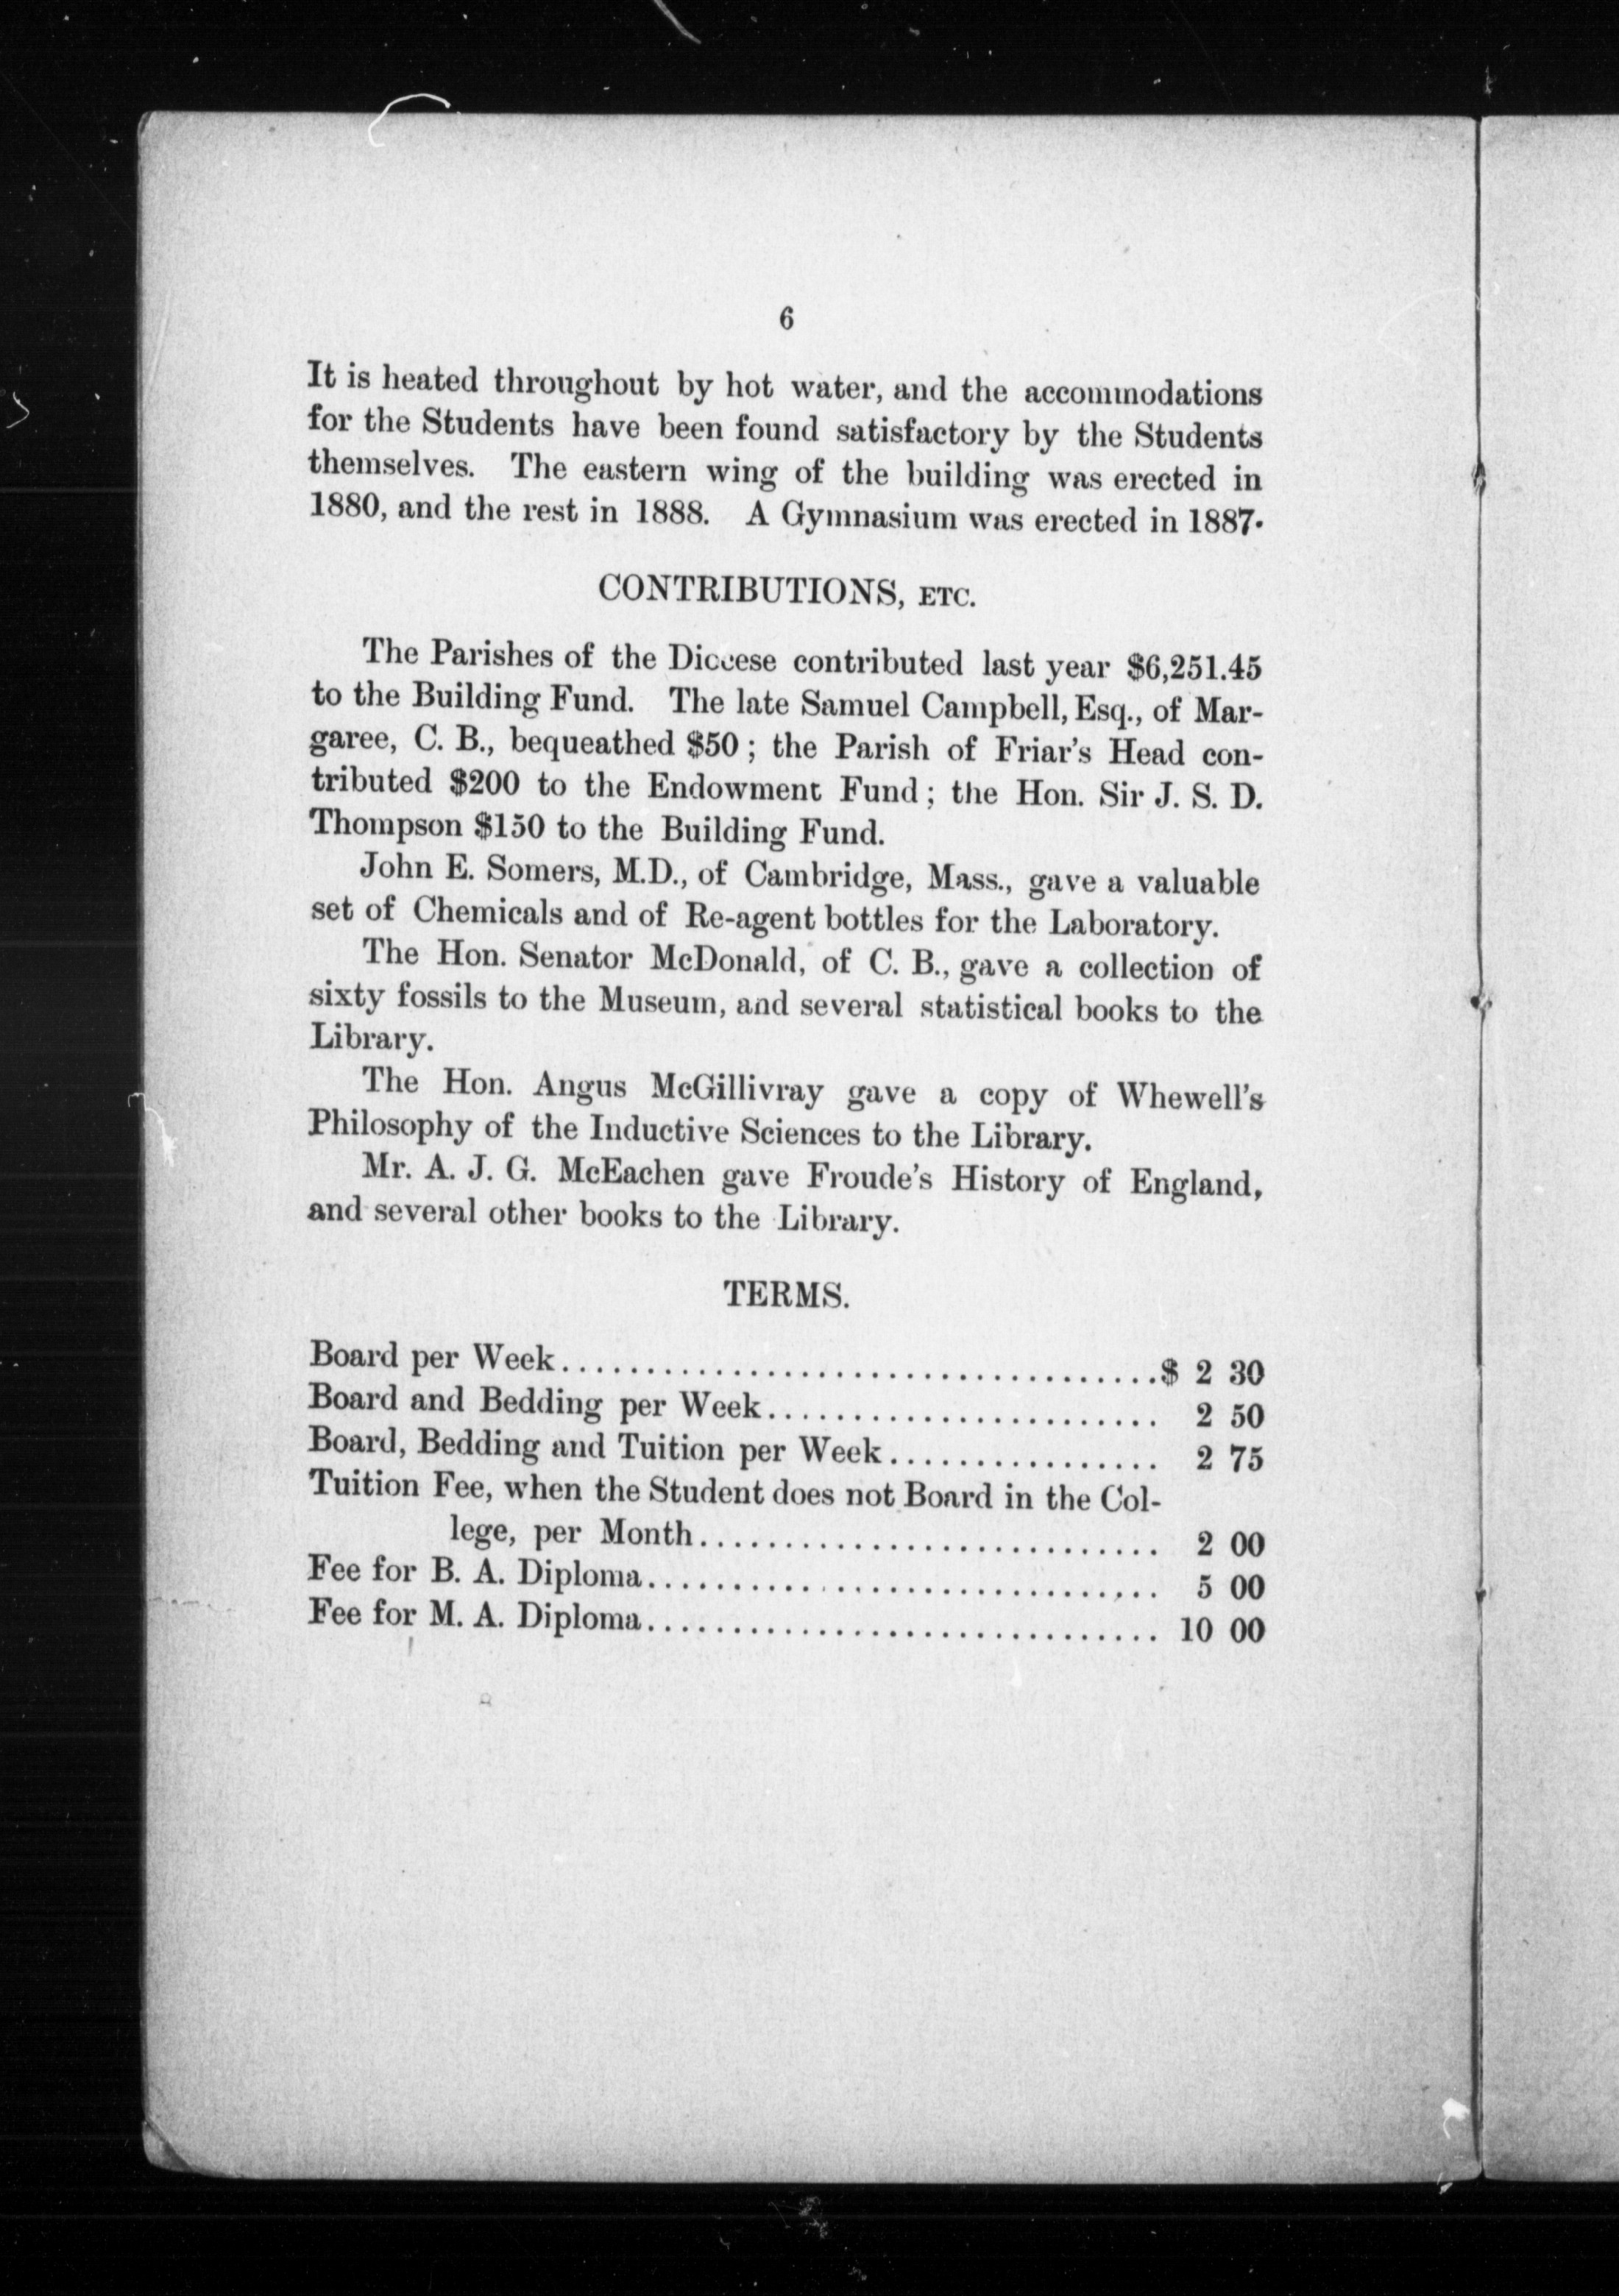 6
It is heated throughout by hot water, and the accommodations
for the Students have been found satisfactory by the Students
themselves. The eastern wing of the building was erected in
1880, and the rest in 1888. A Gymnasium was erected in 1887.
CONTRIBUTIONS, ETC.
The Parishes of the Diocese contributed last year $6,251.45
to the Building Fund. The late Samuel Campbell, Esq., of Mar-
garee, C. B., bequeathed $50 ; the Parish of Friar's Head con-
tributed $200 to the Endowment Fund ; the Hon. Sir J. S. D.
Thompson $150 to the Building Fund.
John E. Somers, M.D., of Cambridge, Mass., gave a valuable
set of Chemicals and of Re-agent bottles for the Laboratory.
The Hon. Senator McDonald, of C. B., gave a collection of
sixty fossils to the Museum, and several statistical books to the
Library.
The Hon. Angus McGillivray gave a copy of Whewell's
Philosophy of the Inductive Sciences to the Library.
Mr. A. J. G. McEachen gave Froude's History of England,
and several other books to the Library.
TERMS.
Board per Week....................................$ 2 30
Board and Bedding per Week........................ 2 50
Board, Bedding and Tuition per Week................ 2 75
Tuition Fee, when the Student does not Board in the Col-
lege, per Month............................ 2 00
Fee for B. A. Diploma............................... 5 00
Fee for M. A. Diploma............................... 10 00